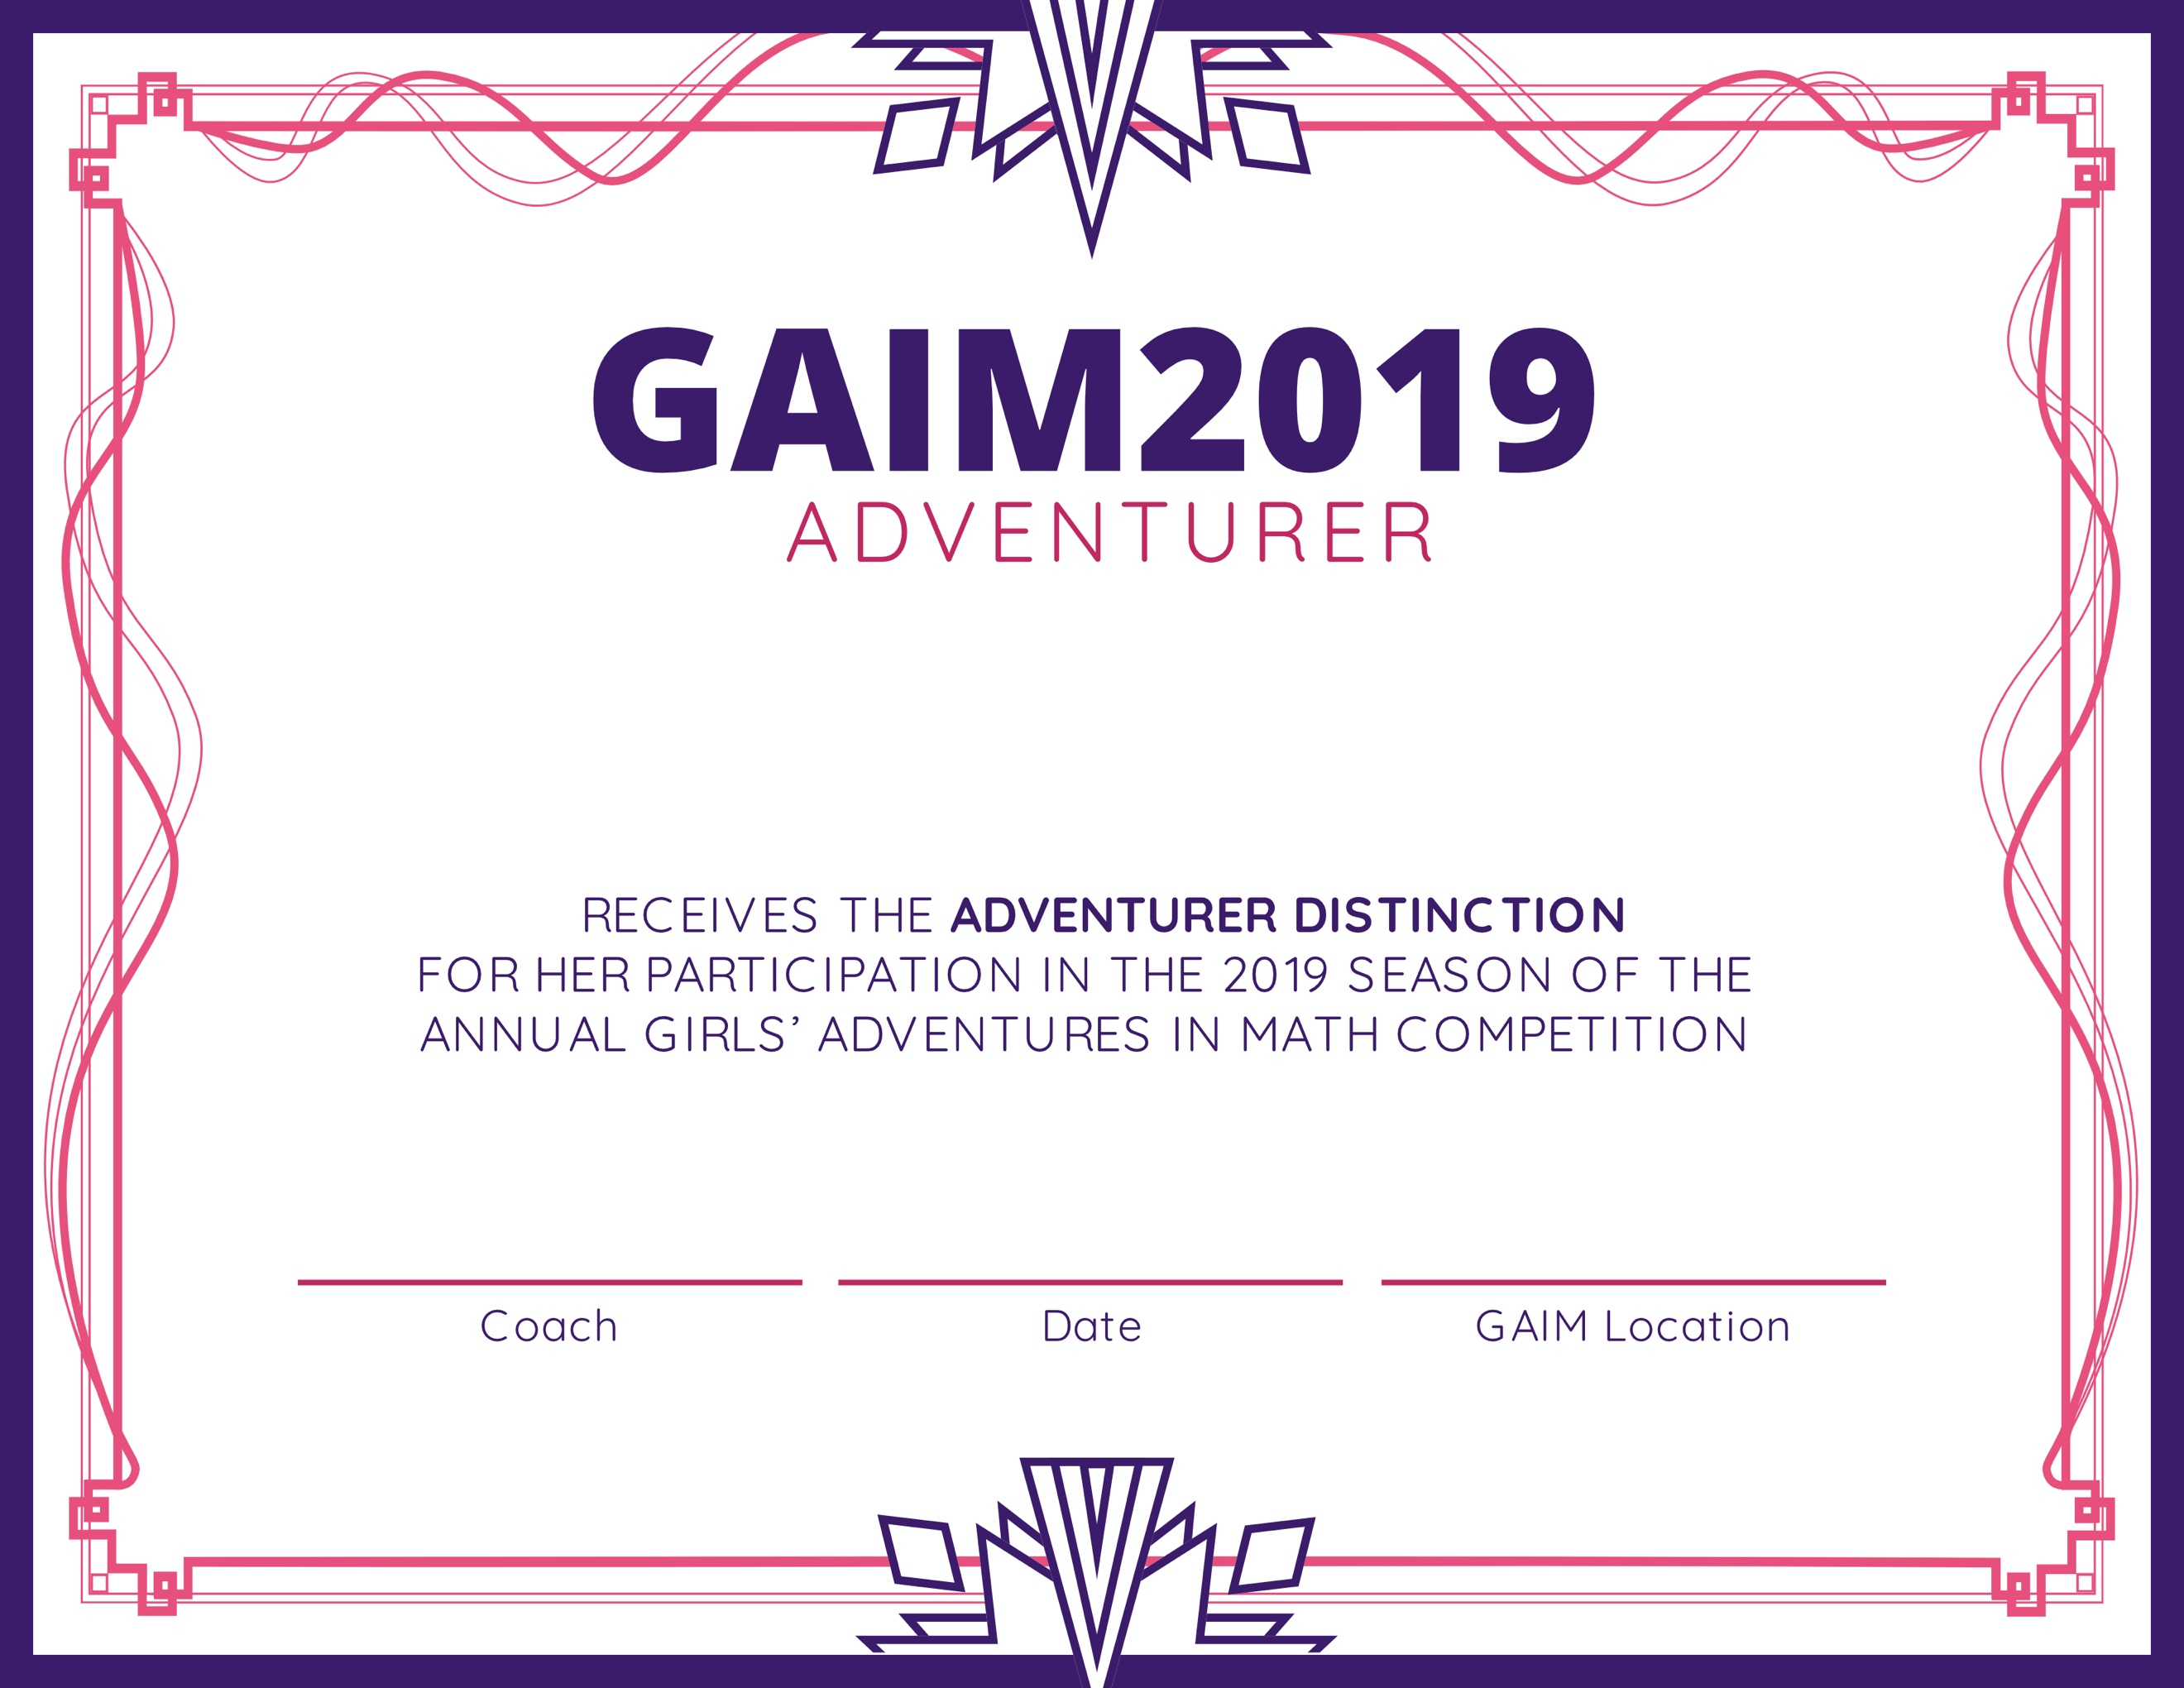 GAIM2019
ADVENTURER
RECEIVES THE ADVENTURER DISTINCTION
FOR HER PARTICIPATION IN THE 2019 SEASON OF THE
ANNUAL GIRLS’ ADVENTURES IN MATH COMPETITION
Coach Date GAIM Location